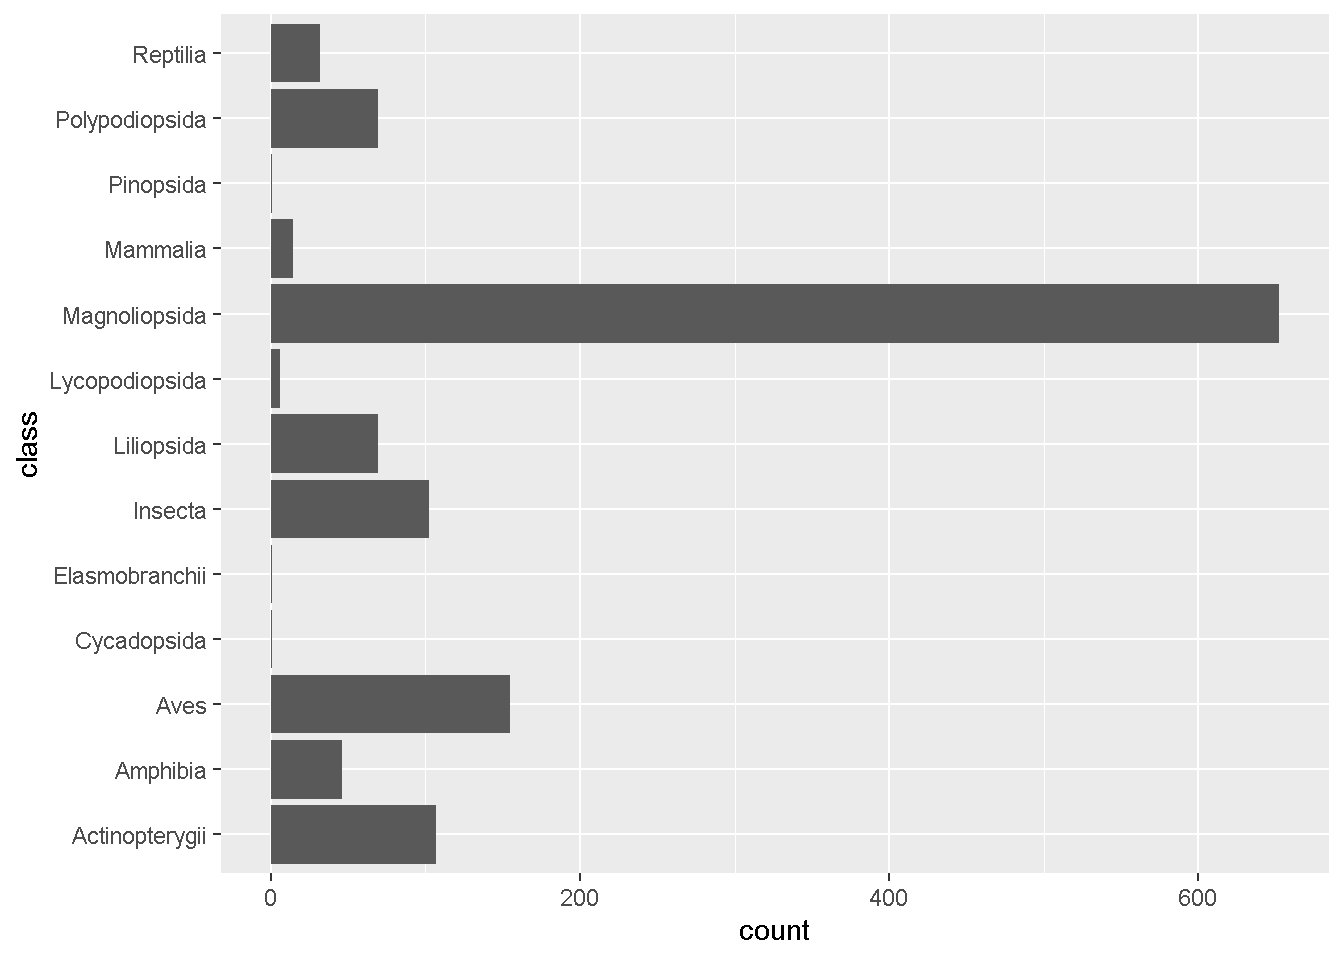 Reptilia
Polypodiopsida
Pinopsida
Mammalia
Magnoliopsida
Lycopodiopsida
Liliopsida
Insecta
Elasmobranchii
Cycadopsida
Aves
Amphibia
Actinopterygii
class
0 200 400 600
count